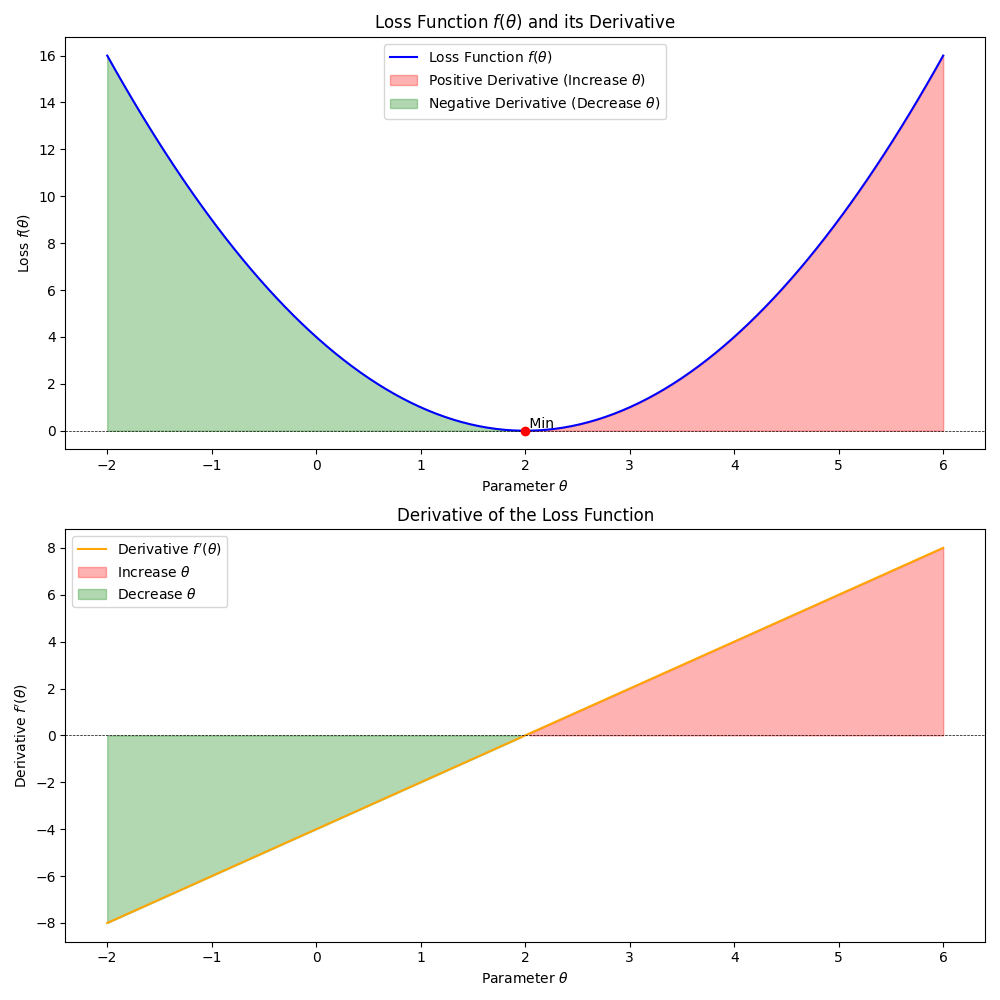 Loss Function f(θ) and its Derivative
Loss Function f(θ)
Positive Derivative (Increase θ)
Negative Derivative (Decrease θ)
16
14
12
10
8
6
4
2
0
Loss f(θ)
Min
−2 −1 0 1 2 3 4 5 6
Parameter θ
Derivative of the Loss Function
Derivative f′(θ)
Increase θ
Decrease θ
8
6
4
2
0
−2
−4
−6
−8
Derivative f′(θ)
−2 −1 0 1 2 3 4 5 6
Parameter θ